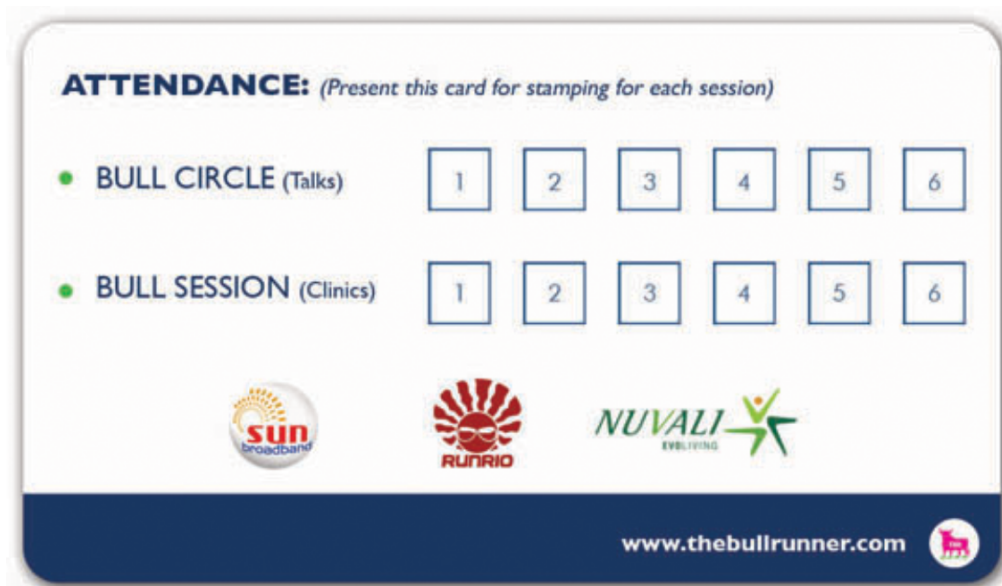 ATTENDANCE: (Present this card for stamping for each session)
BULL CIRCLE (Talks) 1 2 3 4 5 6
BULL SESSION (Clinics) 1 2 3 4 5 6
sun
broadband
RUNRIO
NUVALI
EVOLIVING
www.thebullrunner.com